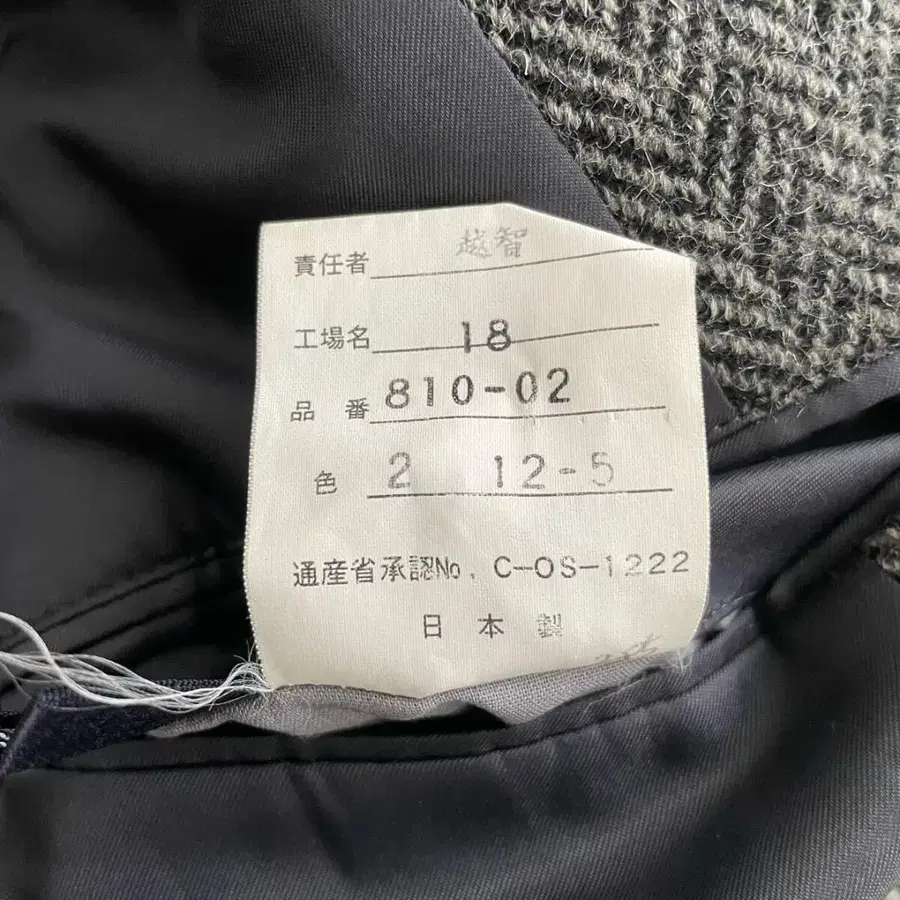 責任者 越智
工場名 18
品番 810-02
色 2 12-5
通産省承認No. C-OS-1222
日本製